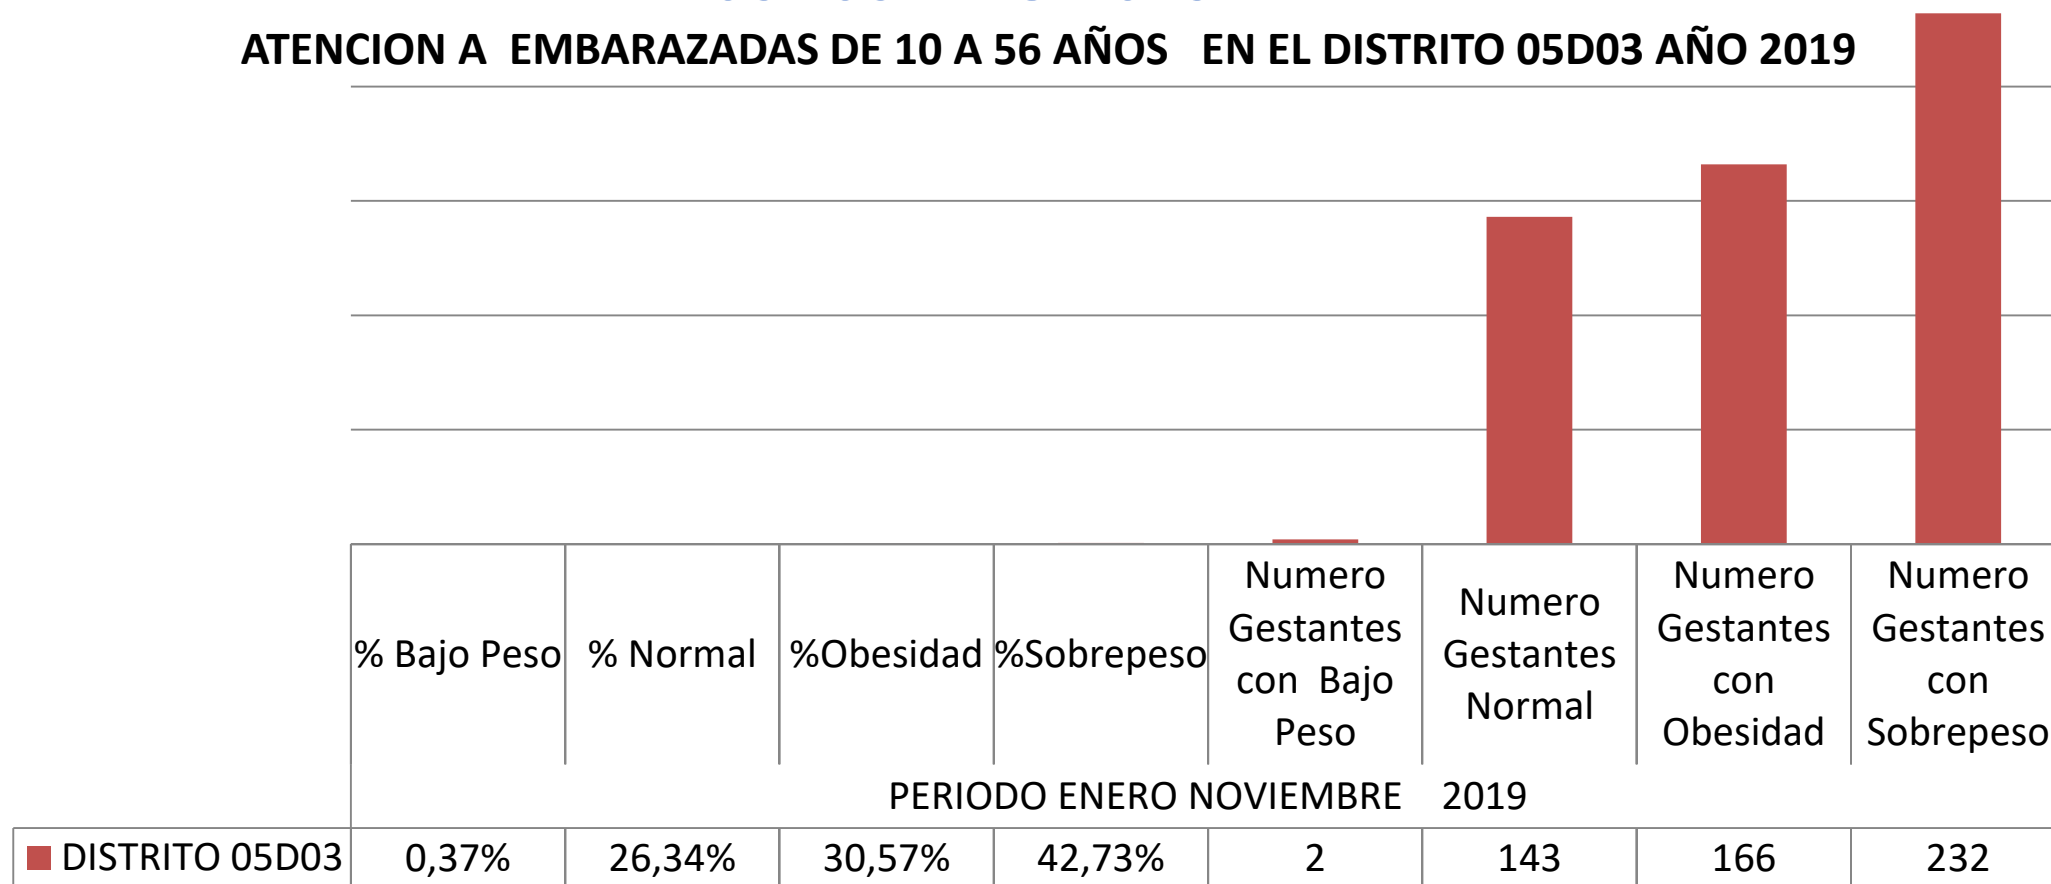 ATENCION A EMBARAZADAS DE 10 A 56 AÑOS EN EL DISTRITO 05D03 AÑO 2019
% Bajo Peso
% Normal
%Obesidad
%Sobrepeso
Numero
Gestantes
con Bajo
Peso
Numero
Gestantes
Normal
Numero
Gestantes
con
Obesidad
Numero
Gestantes
con
Sobrepeso
PERIODO ENERO NOVIEMBRE 2019
DISTRITO 05D03 0,37% 26,34% 30,57% 42,73% 2 143 166 232